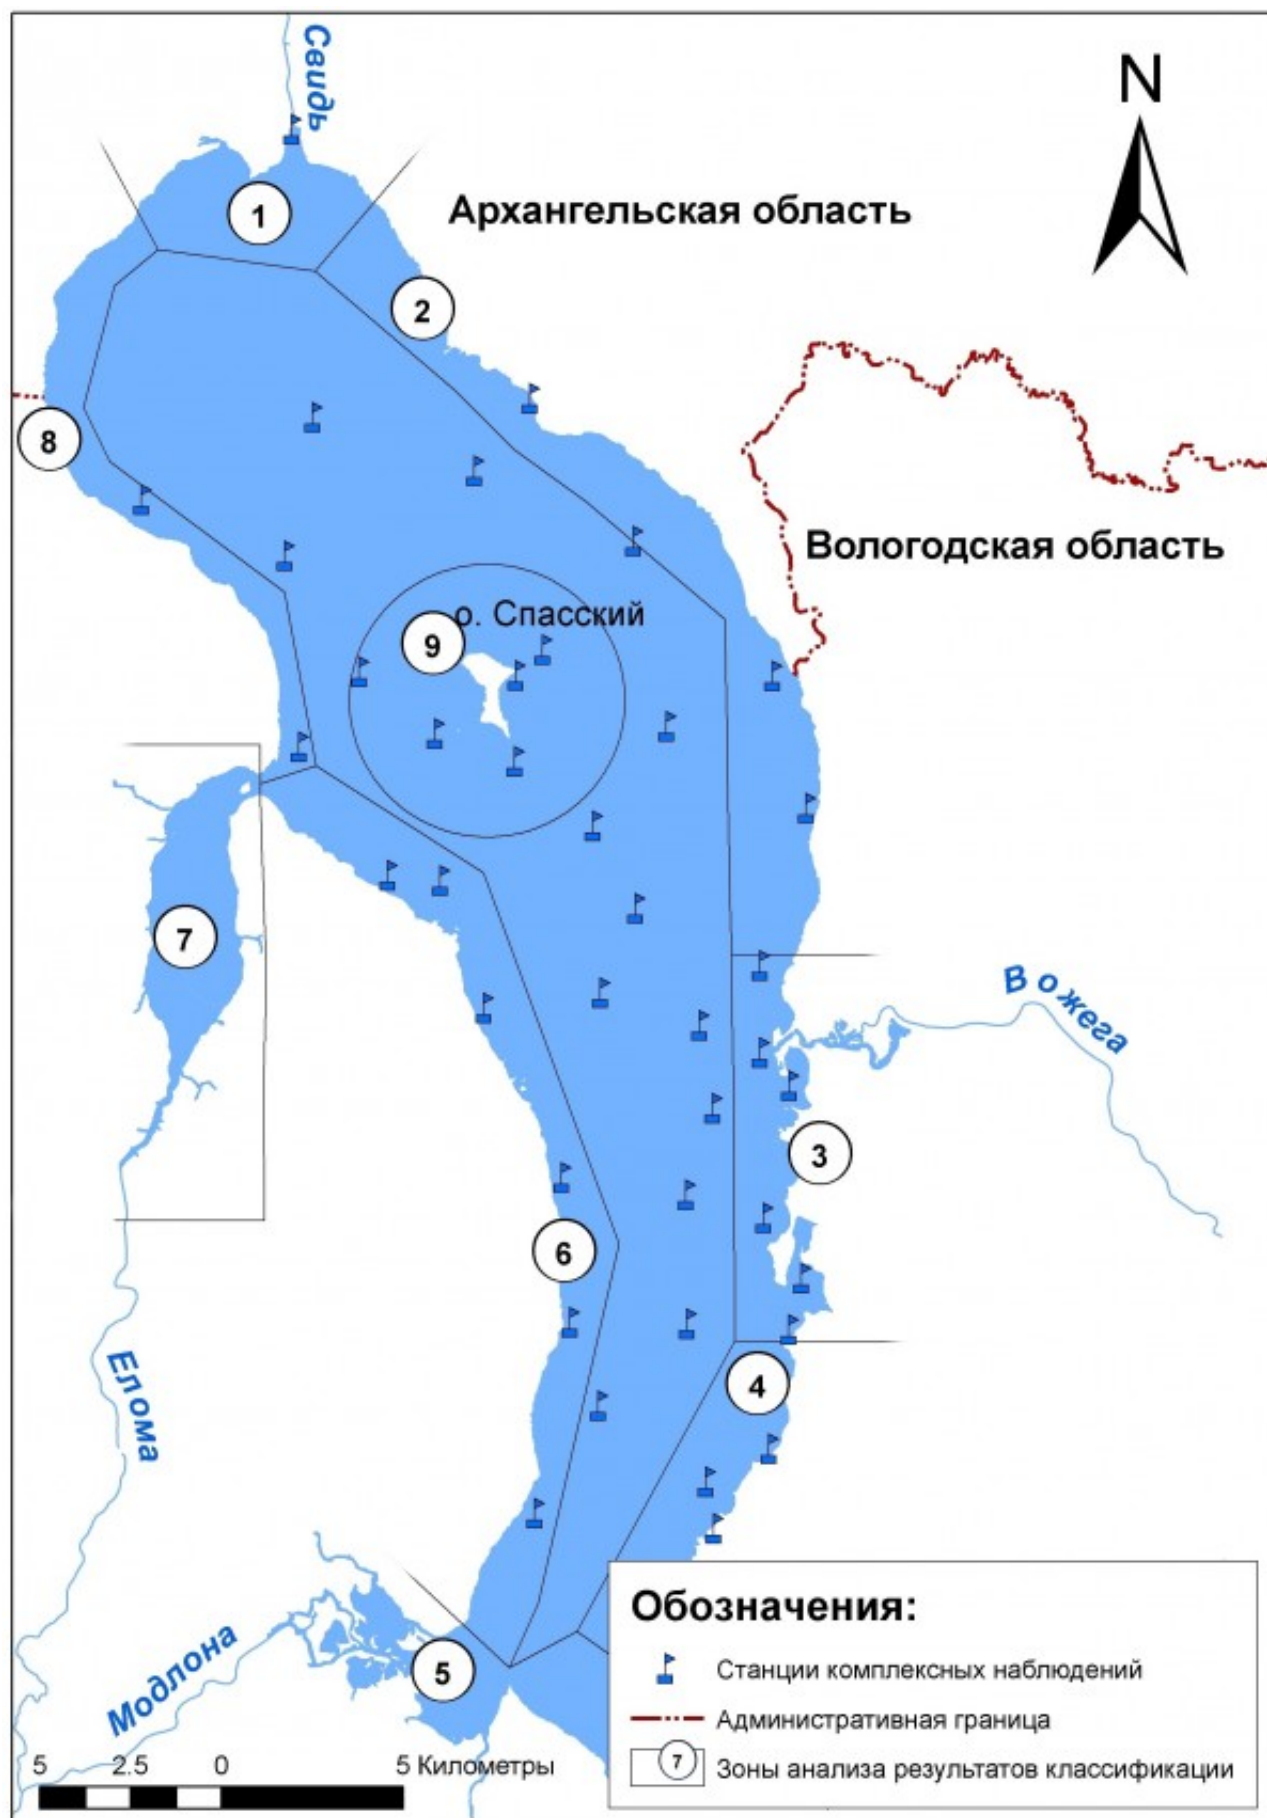 Свидь
N
1
Архангельская область
2
8
Вологодская область
о. Спасский
9
7
Вожега
3
6
4
Елома
Модлона
5
Обозначения:
Станции комплексных наблюдений
Административная граница
7 Зоны анализа результатов классификации
5 2.5 0 5 Километры